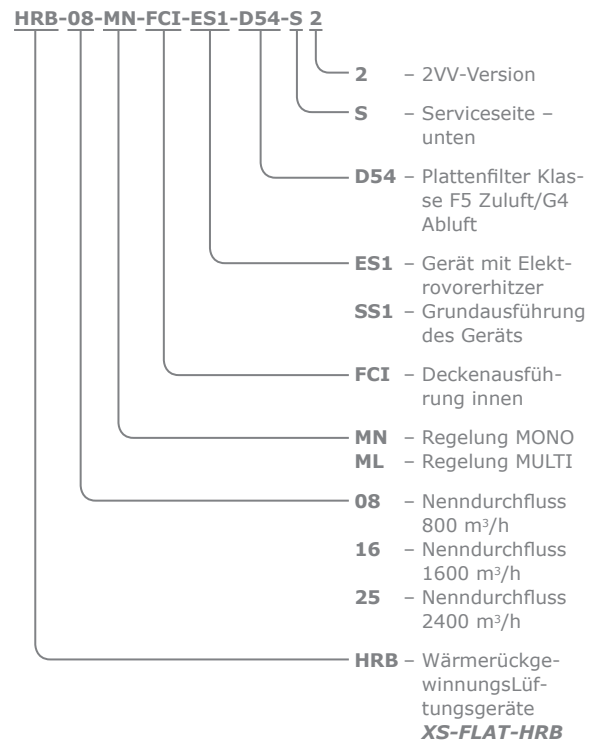 HRB-08-MN-FCI-ES1-D54-S 2
2 – 2VV-Version
S – Serviceseite –
unten
D54 – Plattenfilter Klas-
se F5 Zuluft/G4
Abluft
ES1 – Gerät mit Elekt-
rovorerhitzer
SS1 – Grundausführung
des Geräts
FCI – Deckenausfüh-
rung innen
MN – Regelung MONO
ML – Regelung MULTI
08 – Nenndurchfluss
800 m³/h
16 – Nenndurchfluss
1600 m³/h
25 – Nenndurchfluss
2400 m³/h
HRB – Wärmerückge-
winnungsLüf-
tungsgeräte
XS-FLAT-HRB